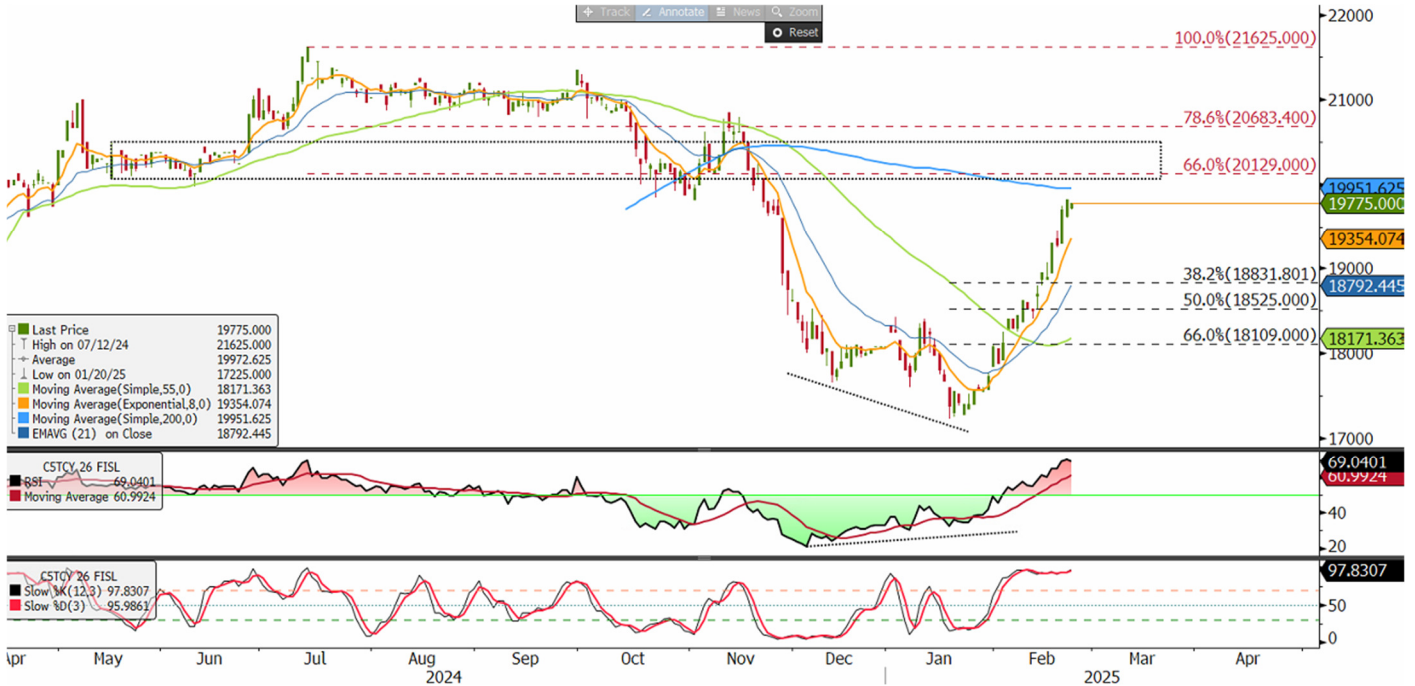 Track Annotate News Zoom
Reset
22000
100.0%(21625.000)
21000
78.6%(20683.400)
66.0%(20129.000)
19951.625
19775.000
19354.074
19000
38.2%(18831.801)
18792.445
50.0%(18525.000)
66.0%(18109.000)
18171.363
18000
17000
Last Price 19775.000
High on 07/12/24 21625.000
Average 19972.625
Low on 01/20/25 17225.000
Moving Average(Simple,55,0) 18171.363
Moving Average(Exponential,8,0) 19354.074
Moving Average(Simple,200,0) 19951.625
EMAVG (21) on Close 18792.445
C5TCY 26 FISL
RSI 69.0401
Moving Average 60.9924
69.0401
60.9924
40
20
C5TCY 26 FISL
Slow %K(12,3) 97.8307
Slow %D(3) 95.9861
97.8307
50
0
Apr May Jun Jul Aug Sep Oct Nov Dec Jan Feb Mar Apr
2024 2025